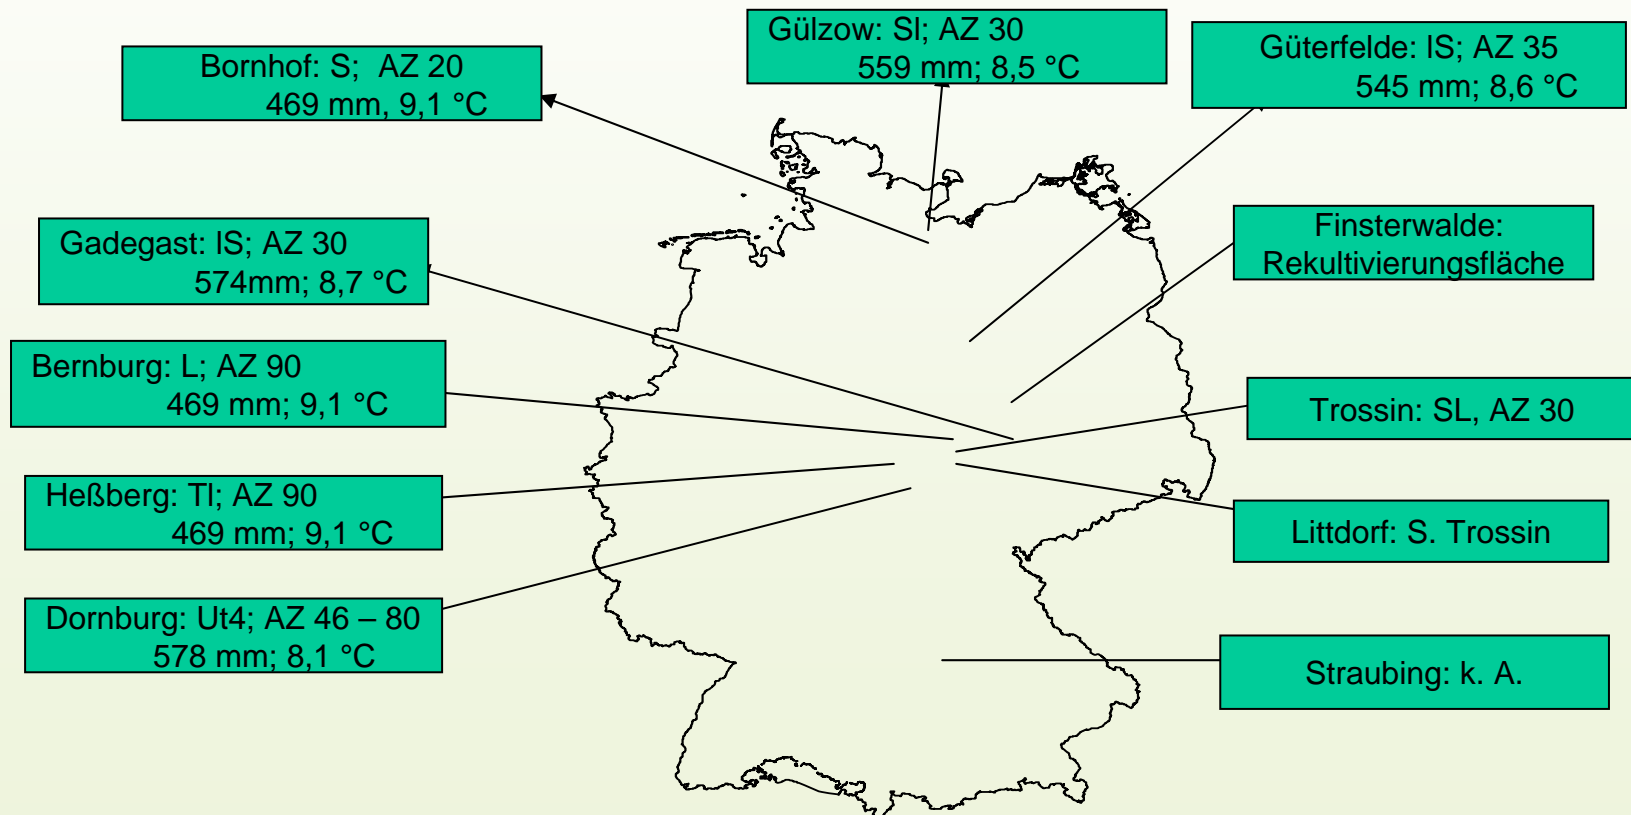 Bornhof: S; AZ 20
469 mm, 9,1 °C
Gülzow: Sl; AZ 30
559 mm; 8,5 °C
Güterfelde: lS; AZ 35
545 mm; 8,6 °C
Gadegast: lS; AZ 30
574mm; 8,7 °C
Finsterwalde:
Rekultivierungsfläche
Bernburg: L; AZ 90
469 mm; 9,1 °C
Trossin: SL, AZ 30
Heßberg: Tl; AZ 90
469 mm; 9,1 °C
Littdorf: S. Trossin
Dornburg: Ut4; AZ 46 – 80
578 mm; 8,1 °C
Straubing: k. A.